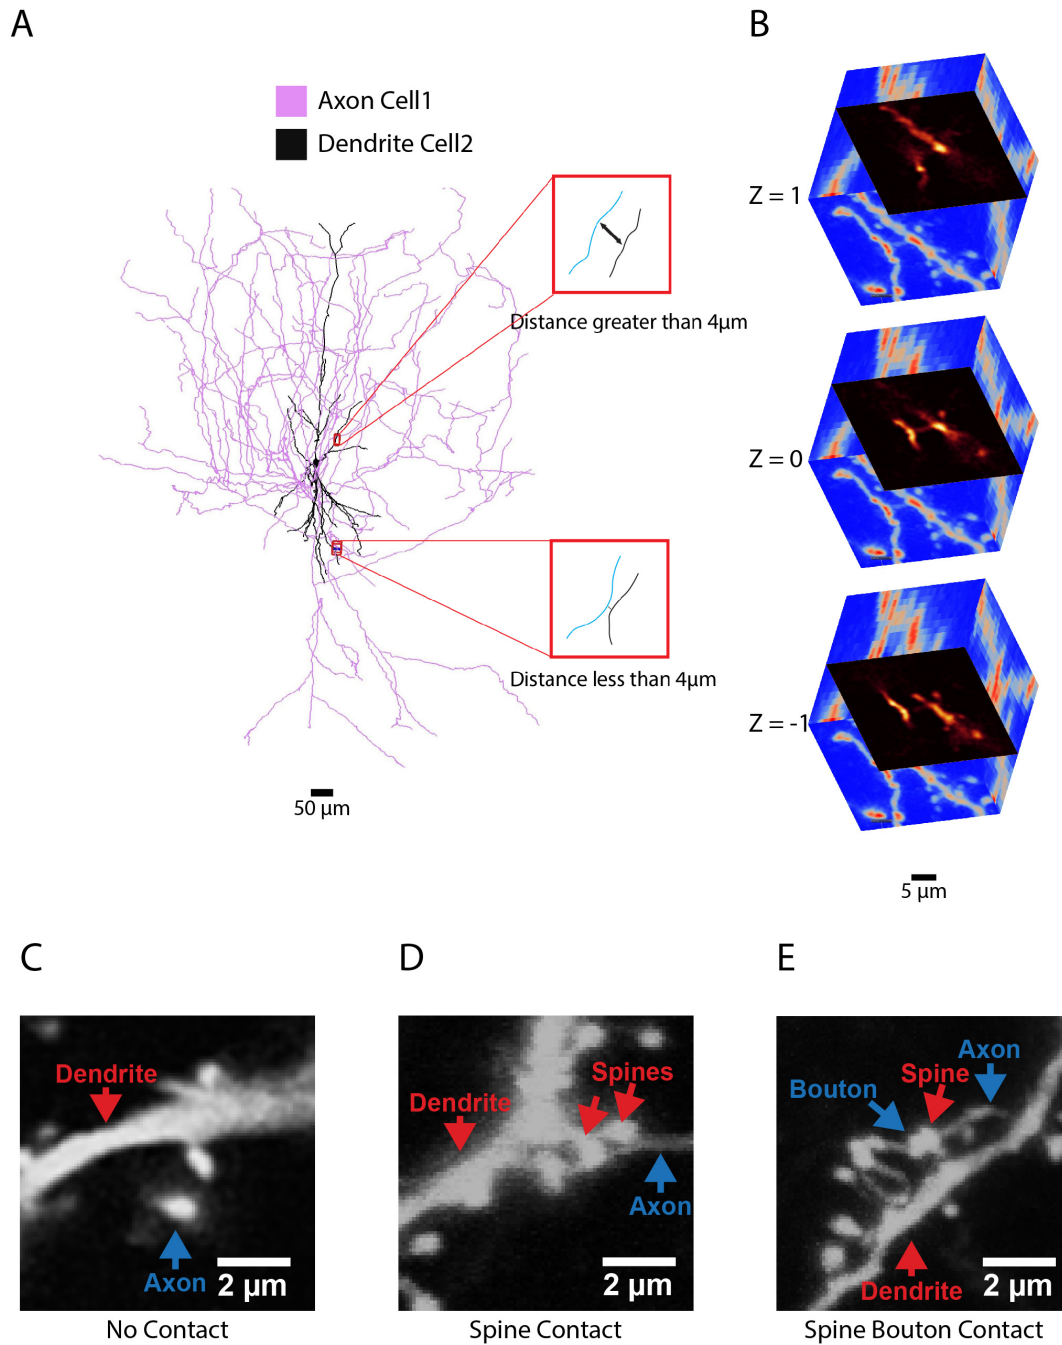 A
B
Axon Cell1
Dendrite Cell2
Z = 1
Distance greater than 4µm
Z = 0
Distance less than 4µm
Z = -1
50 µm
5 µm
C
D
E
Dendrite
Axon
2 µm
No Contact
Dendrite
Spines
Axon
2 µm
Spine Contact
Axon
Spine
Bouton
Dendrite
2 µm
Spine Bouton Contact